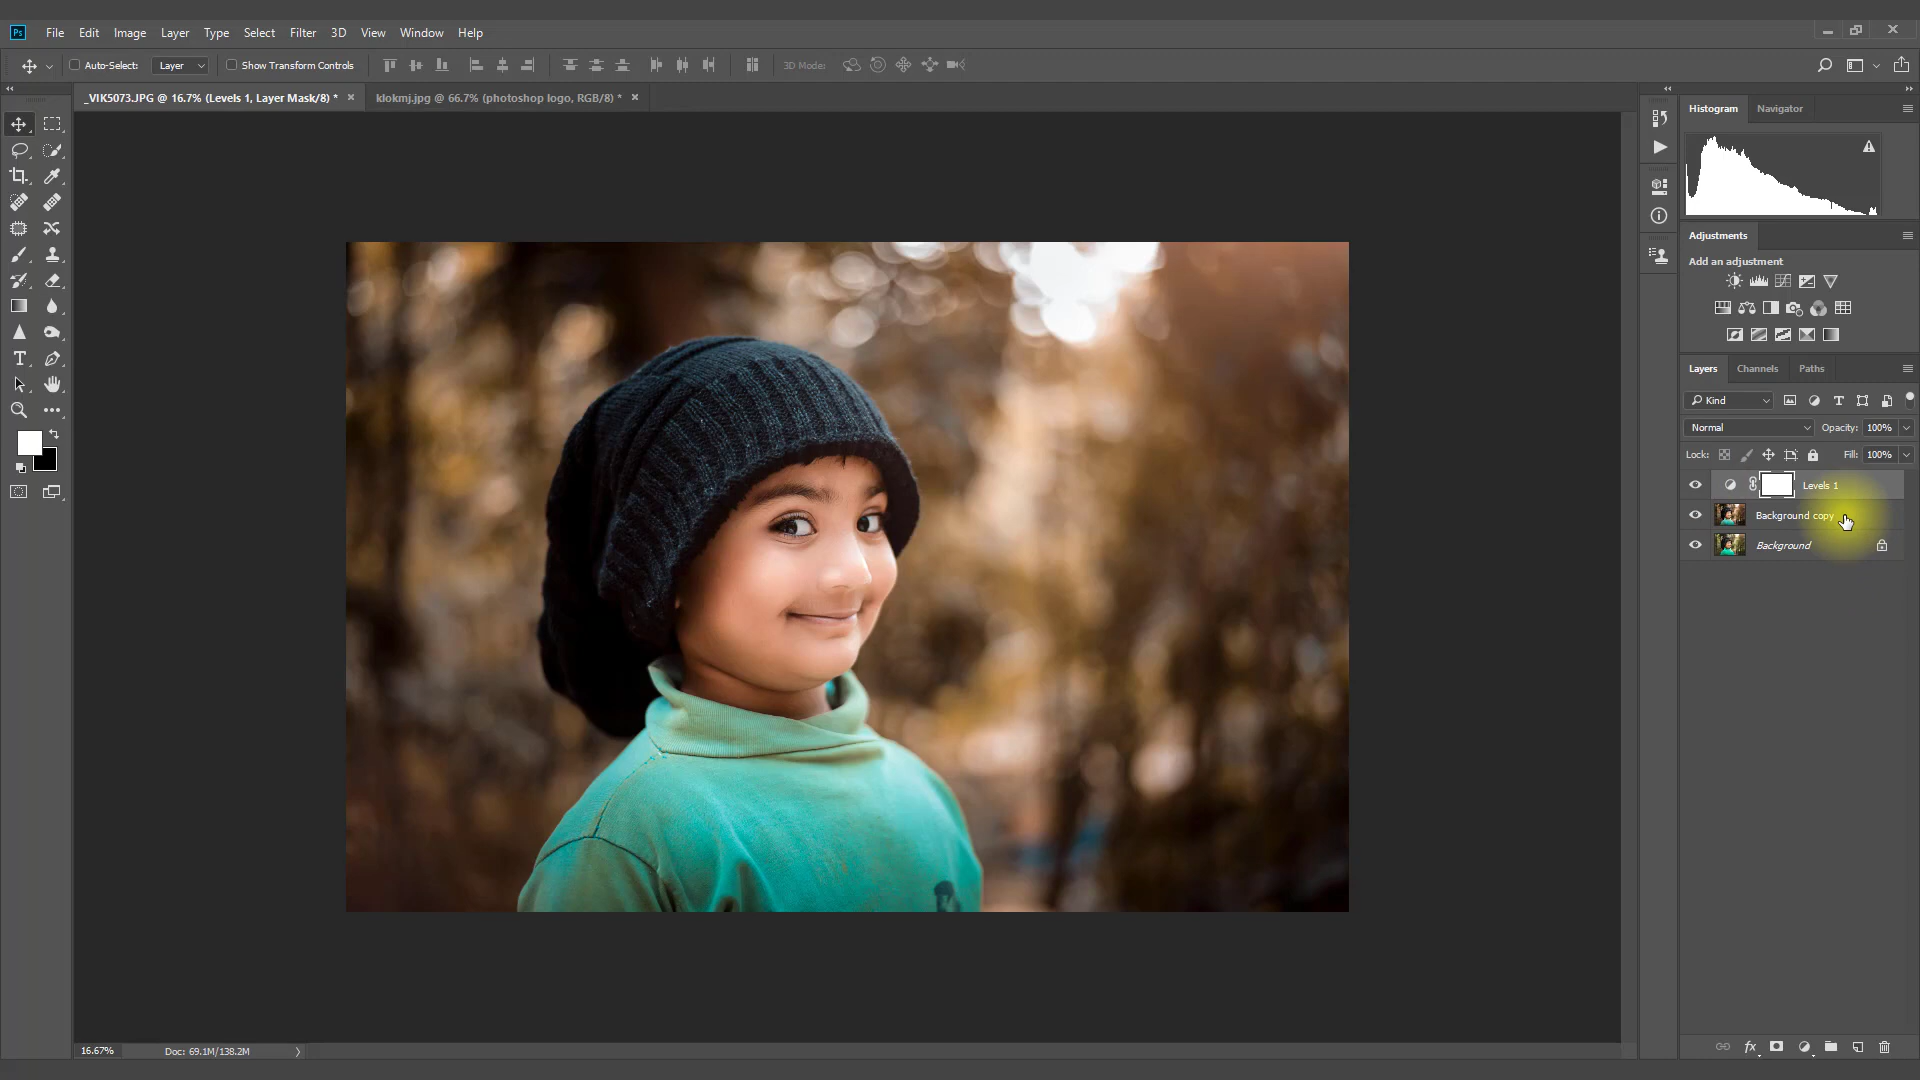 Ps File Edit Image Layer Type Select Filter 3D View Window Help
Auto-Select: Layer Show Transform Controls 3D Mode:
_VIK5073.JPG @ 16.7% (Levels 1, Layer Mask/8) * klokmj.jpg @ 66.7% (photoshop logo, RGB/8) *
Histogram Navigator
Adjustments
Add an adjustment
Layers Channels Paths
Kind
Normal Opacity: 100%
Lock: Fill: 100%
Levels 1
Background copy
Background
16.67% Doc: 69.1M/138.2M